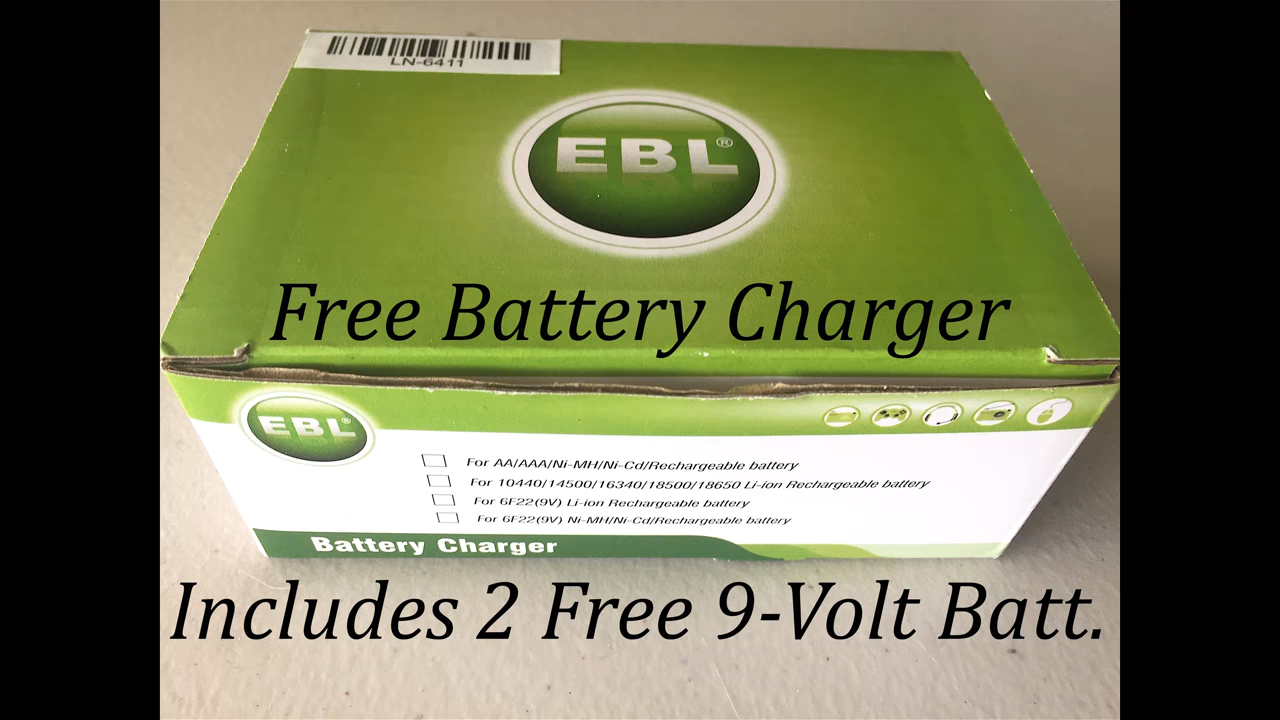 LN-6411
EBL®
Free Battery Charger
EBL®
For AA/AAA/Ni-MH/Ni-Cd/Rechargeable battery
For 10440/14500/16340/18500/18650 Li-ion Rechargeable battery
For 6F22(9V) Li-ion Rechargeable battery
For 6F22(9V) Ni-MH/Ni-Cd/Rechargeable battery
Battery Charger
Includes 2 Free 9-Volt Batt.